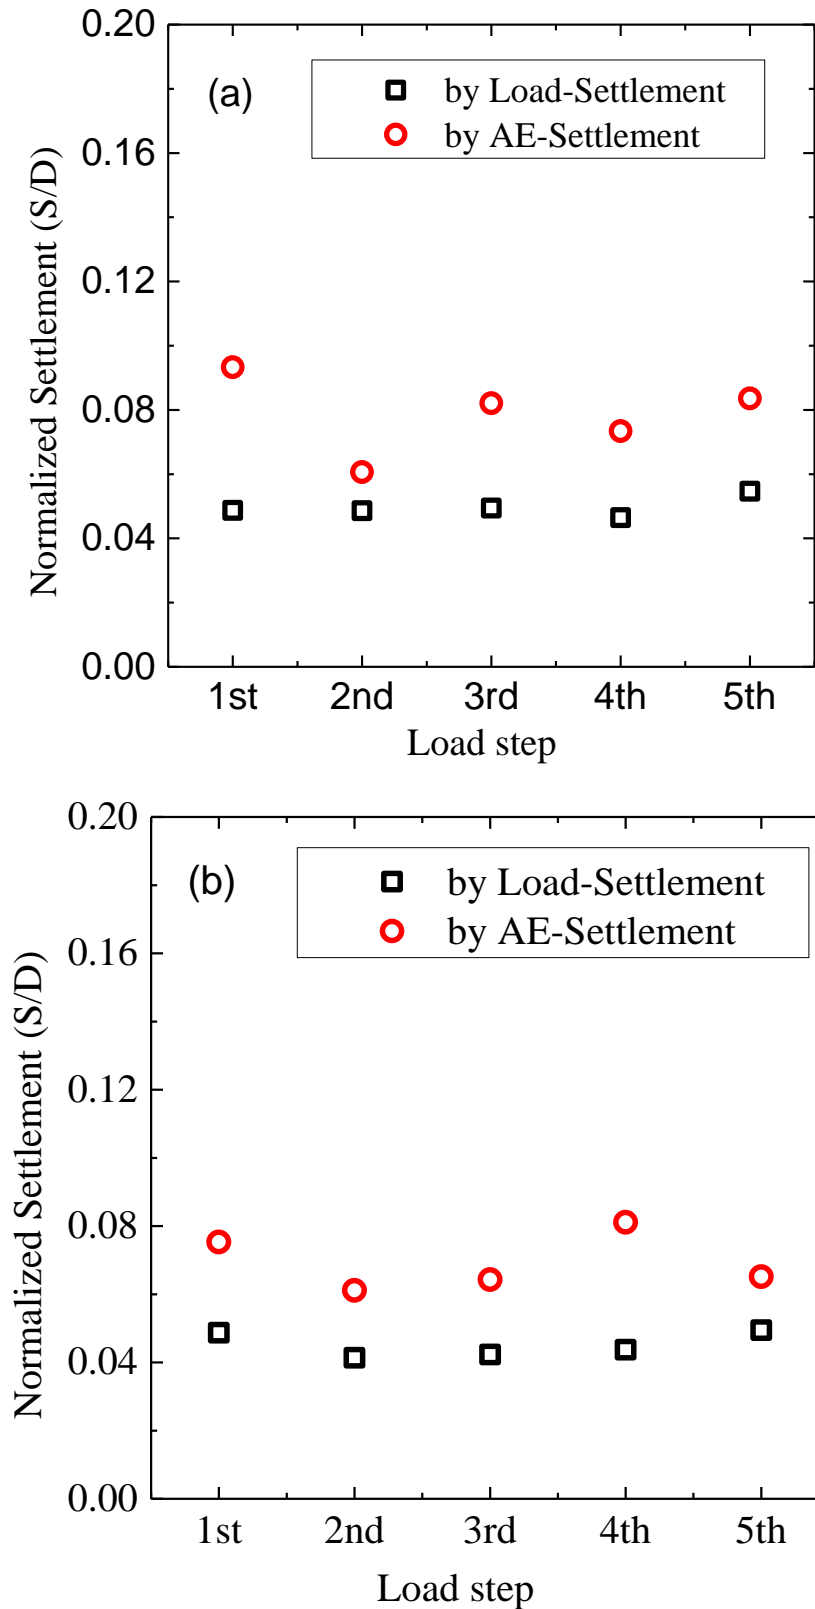 (a)
by Load-Settlement
by AE-Settlement
Normalized Settlement (S/D)
0.20
0.16
0.12
0.08
0.04
0.00
1st 2nd 3rd 4th 5th
Load step
(b)
by Load-Settlement
by AE-Settlement
Normalized Settlement (S/D)
0.20
0.16
0.12
0.08
0.04
0.00
1st 2nd 3rd 4th 5th
Load step